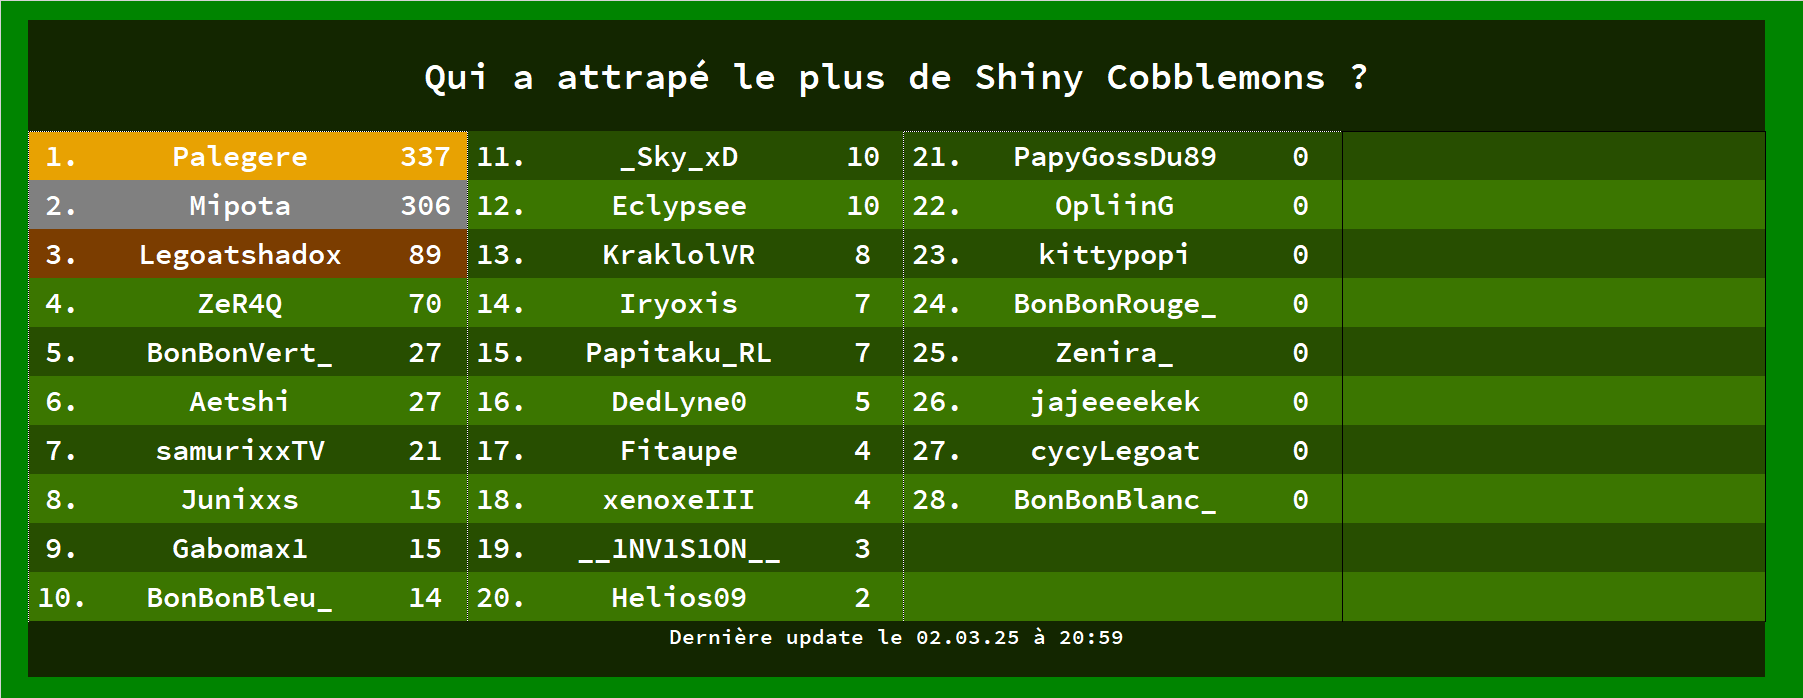 Qui a attrapé le plus de Shiny Cobblemons ?
1. Palegere 337
2. Mipota 306
3. Legoatshadox 89
4. ZeR4Q 70
5. BonBonVert_ 27
6. Aetshi 27
7. samurixxTV 21
8. Junixxs 15
9. Gabomax1 15
10. BonBonBleu_ 14
11. _Sky_xD 10
12. Eclypsee 10
13. KraklolVR 8
14. Iryoxis 7
15. Papitaku_RL 7
16. DedLyne0 5
17. Fitaupe 4
18. xenoxeIII 4
19. __1NV1S1ON__ 3
20. Helios09 2
21. PapyGossDu89 0
22. OpliinG 0
23. kittypopi 0
24. BonBonRouge_ 0
25. Zenira_ 0
26. jajeeeekek 0
27. cycyLegoat 0
28. BonBonBlanc_ 0
Dernière update le 02.03.25 à 20:59